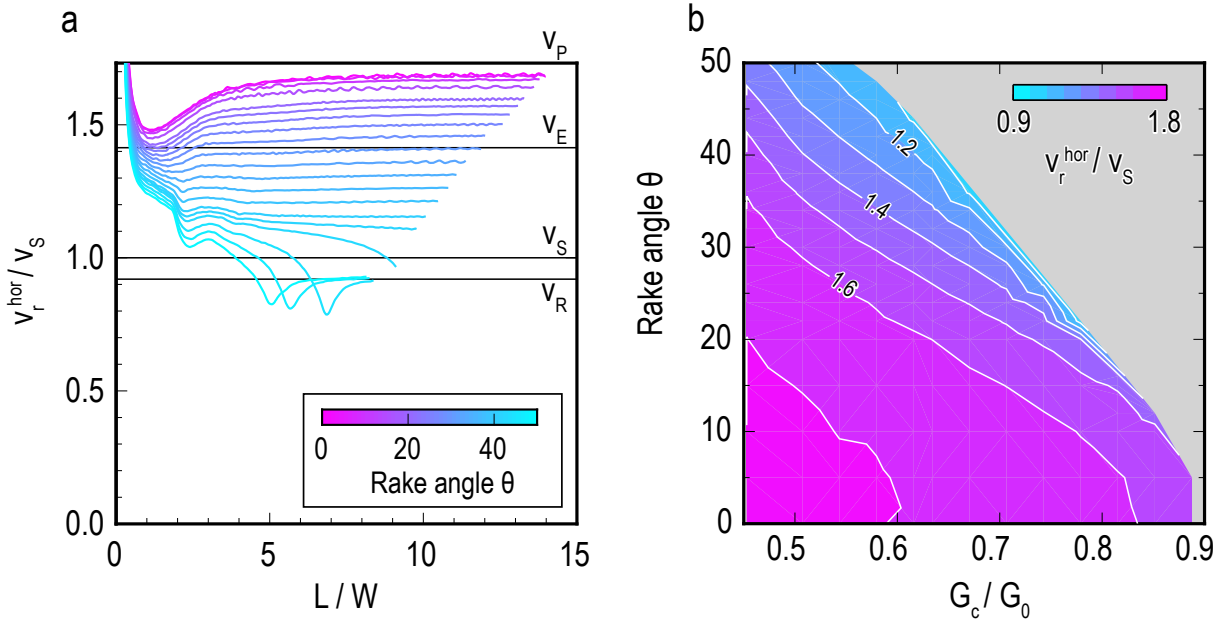 a
v_P
v_E
v_S
v_R
1.5
1.0
0.5
0.0
v_r^hor / v_S
0 5 10 15
L / W
0 20 40
Rake angle θ
b
50
40
30
20
10
0
Rake angle θ
0.5 0.6 0.7 0.8 0.9
G_c / G_0
0.9 1.8
v_r^hor / v_S
1.2
1.4
1.6